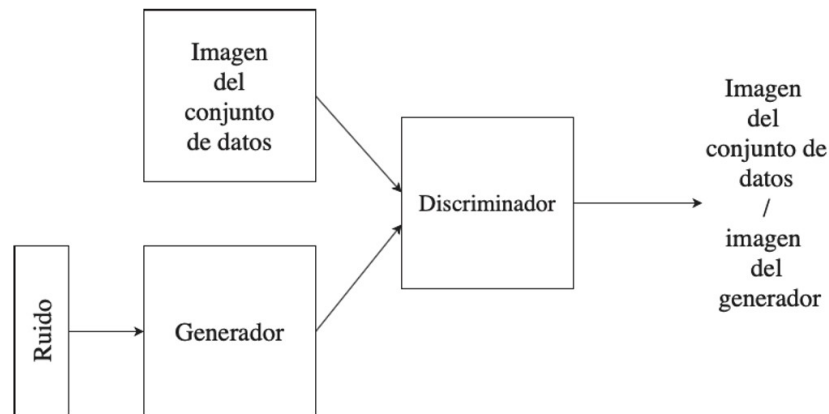 Imagen
del
conjunto
de datos
Discriminador
Imagen
del
conjunto de
datos
/
imagen
del
generador
Ruido
Generador